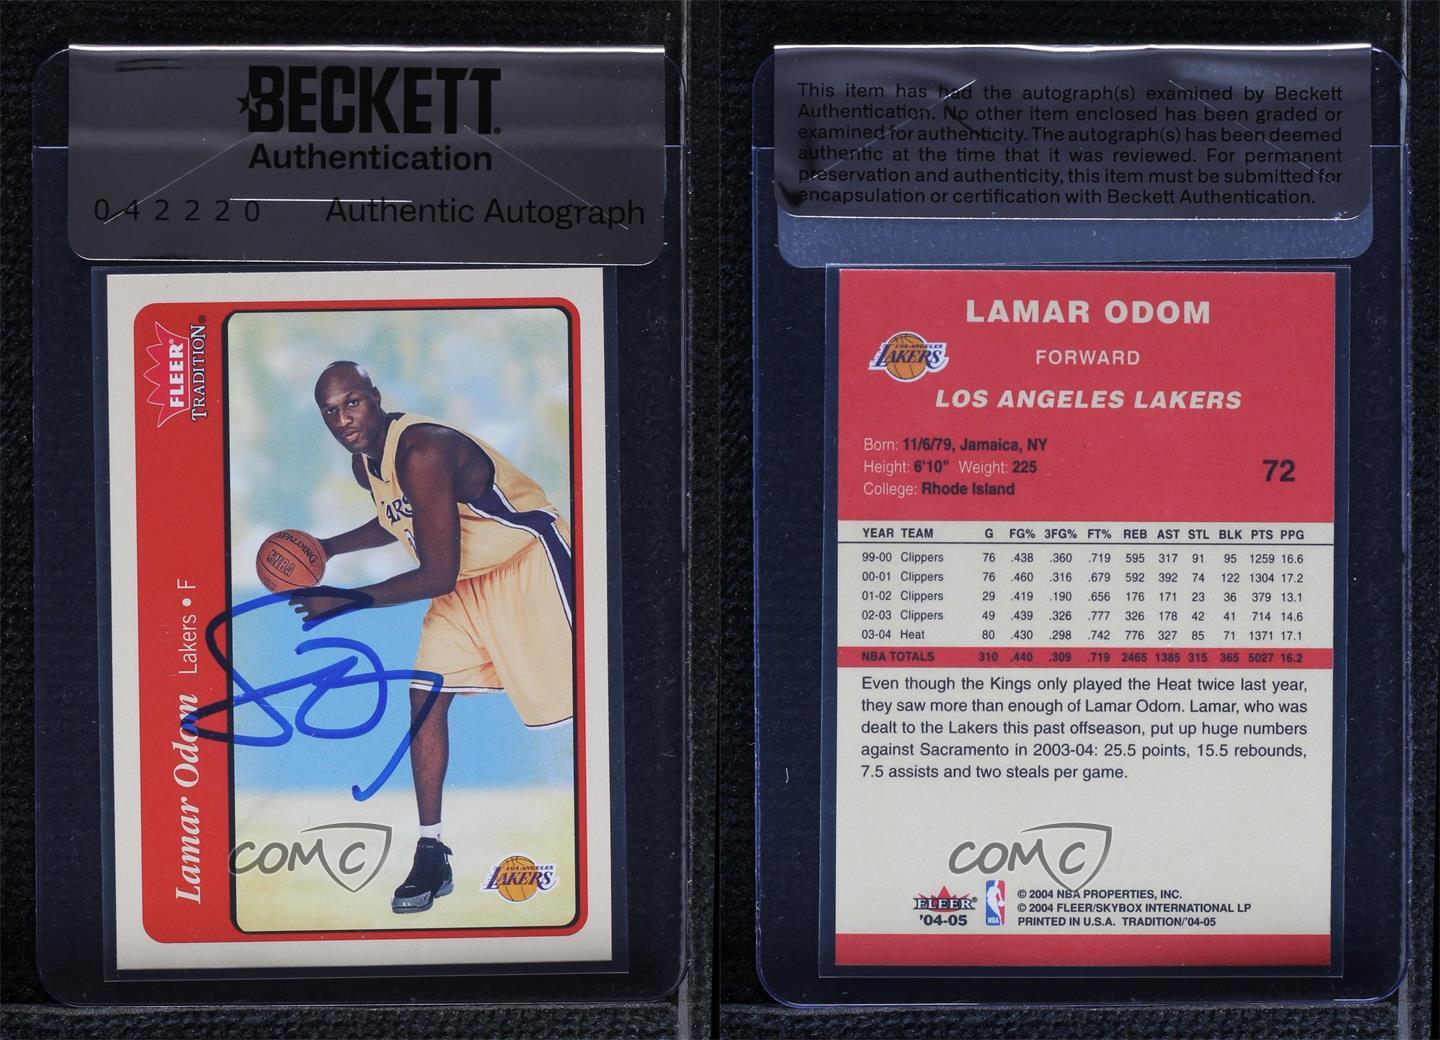 BECKETT
Authentication
042220 Authentic Autograph
FLEER®
TRADITION®
Lamar Odom Lakers • F
ARS
SPALDING
LOS ANGELES
LAKERS
COMC
This item has had the autograph(s) examined by Beckett
Authentication. No other item enclosed has been graded or
examined for authenticity. The autograph(s) has been deemed
authentic at the time that it was reviewed. For permanent
preservation and authenticity, this item must be submitted for
encapsulation or certification with Beckett Authentication.
LAMAR ODOM
LOS ANGELES
LAKERS
FORWARD
LOS ANGELES LAKERS
Born: 11/6/79, Jamaica, NY
Height: 6'10" Weight: 225
College: Rhode Island
72
YEAR TEAM G FG% 3FG% FT% REB AST STL BLK PTS PPG
99-00 Clippers 76 .438 .360 .719 595 317 91 95 1259 16.6
00-01 Clippers 76 .460 .316 .679 592 392 74 122 1304 17.2
01-02 Clippers 29 .419 .190 .656 176 171 23 36 379 13.1
02-03 Clippers 49 .439 .326 .777 326 178 42 41 714 14.6
03-04 Heat 80 .430 .298 .742 776 327 85 71 1371 17.1
NBA TOTALS 310 .440 .309 .719 2465 1385 315 365 5027 16.2
Even though the Kings only played the Heat twice last year,
they saw more than enough of Lamar Odom. Lamar, who was
dealt to the Lakers this past offseason, put up huge numbers
against Sacramento in 2003-04: 25.5 points, 15.5 rebounds,
7.5 assists and two steals per game.
COMC
FLEER®
'04-05
NBA
© 2004 NBA PROPERTIES, INC.
© 2004 FLEER/SKYBOX INTERNATIONAL LP
PRINTED IN U.S.A. TRADITION/'04-05